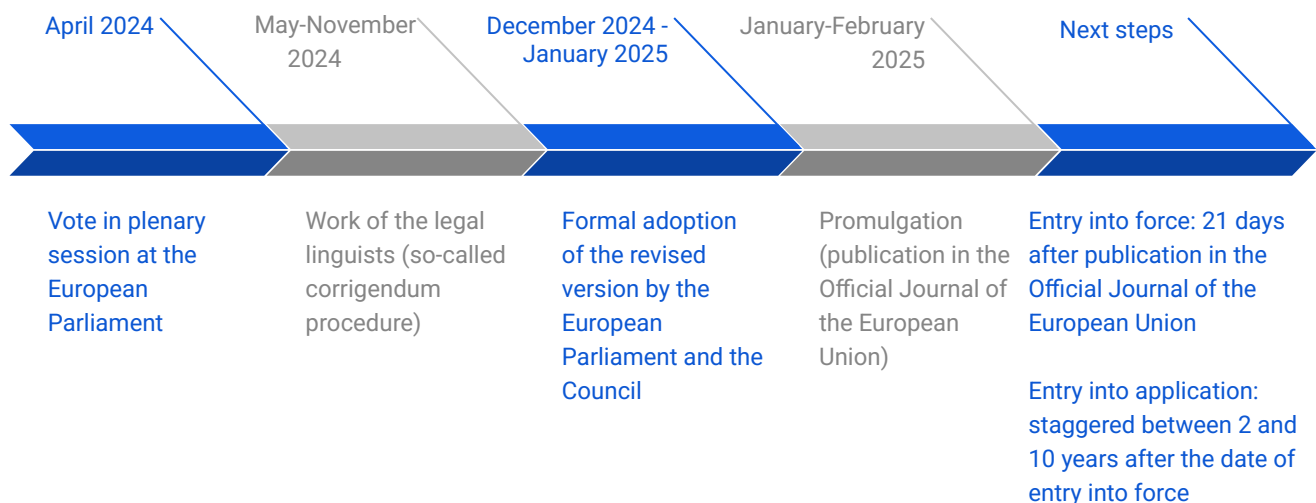 April 2024
May-November
2024
December 2024 -
January 2025
January-February
2025
Next steps
Vote in plenary
session at the
European
Parliament
Work of the legal
linguists (so-called
corrigendum
procedure)
Formal adoption
of the revised
version by the
European
Parliament and the
Council
Promulgation
(publication in the
Official Journal of
the European
Union)
Entry into force: 21 days
after publication in the
Official Journal of the
European Union
Entry into application:
staggered between 2 and
10 years after the date of
entry into force